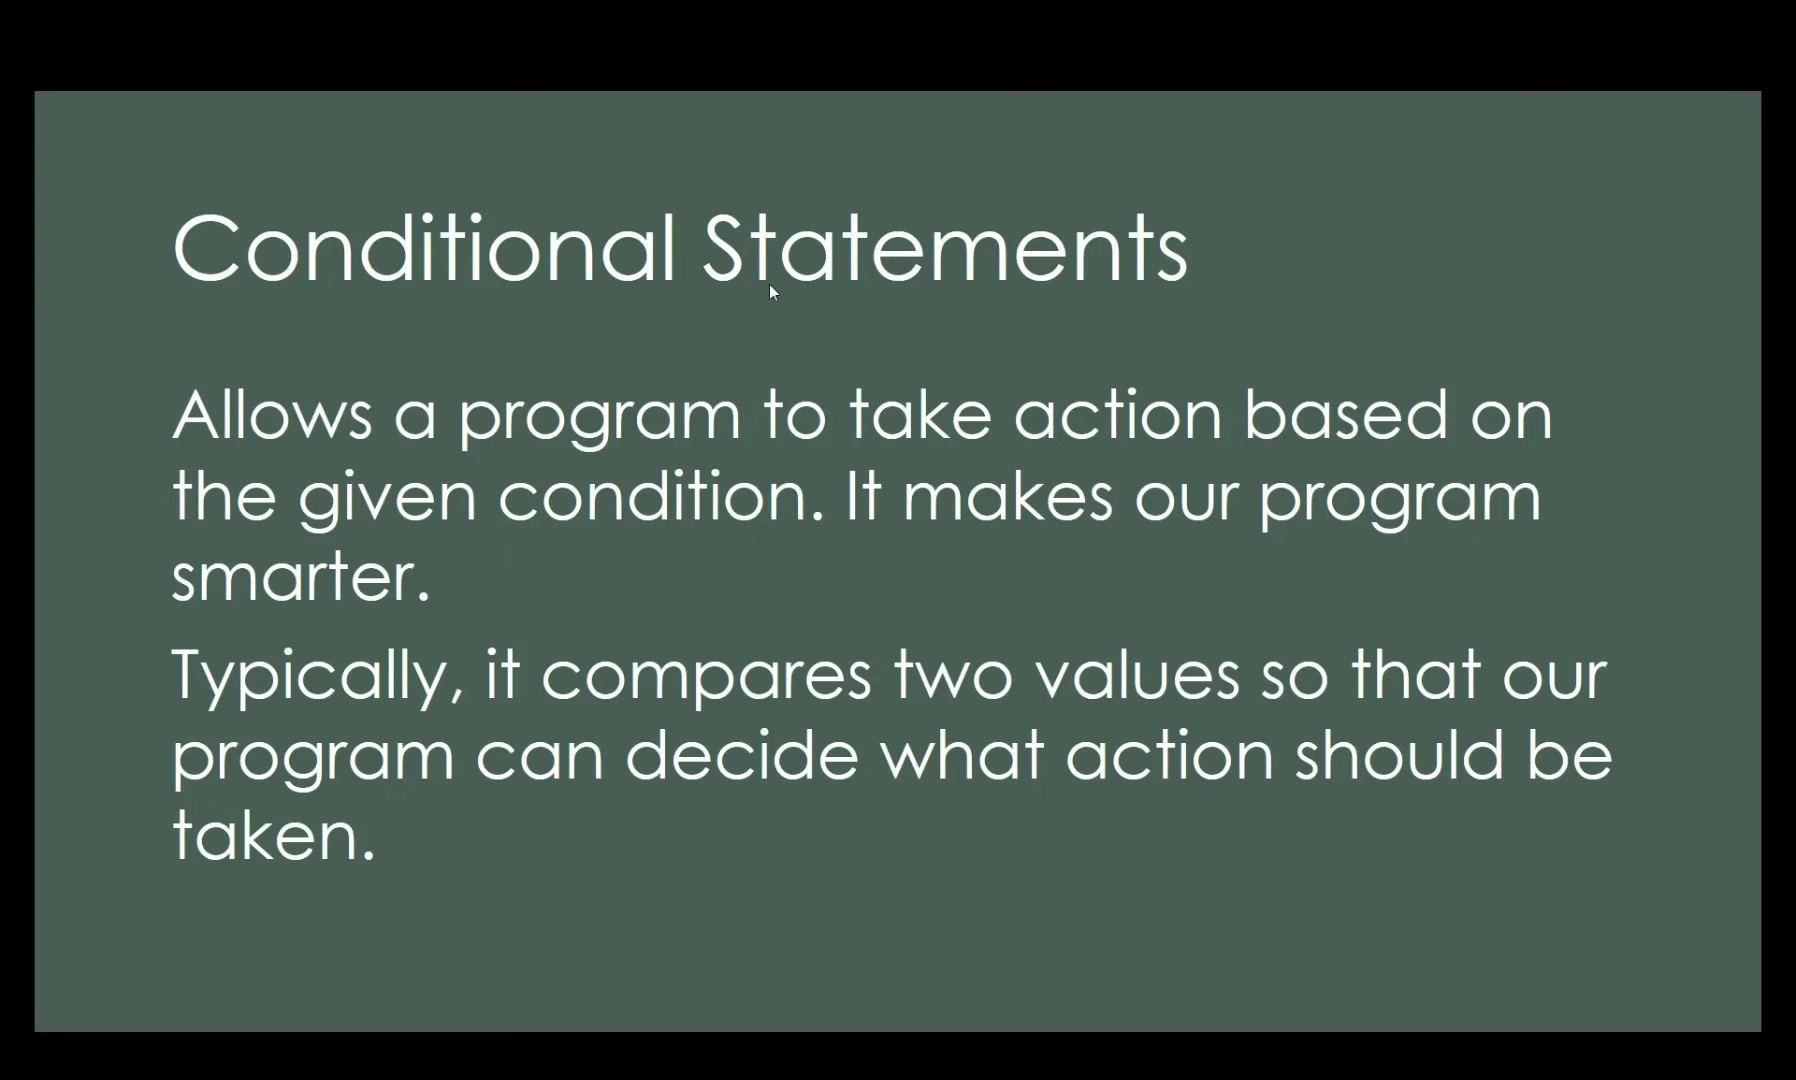 Conditional Statements
Allows a program to take action based on
the given condition. It makes our program
smarter.
Typically, it compares two values so that our
program can decide what action should be
taken.